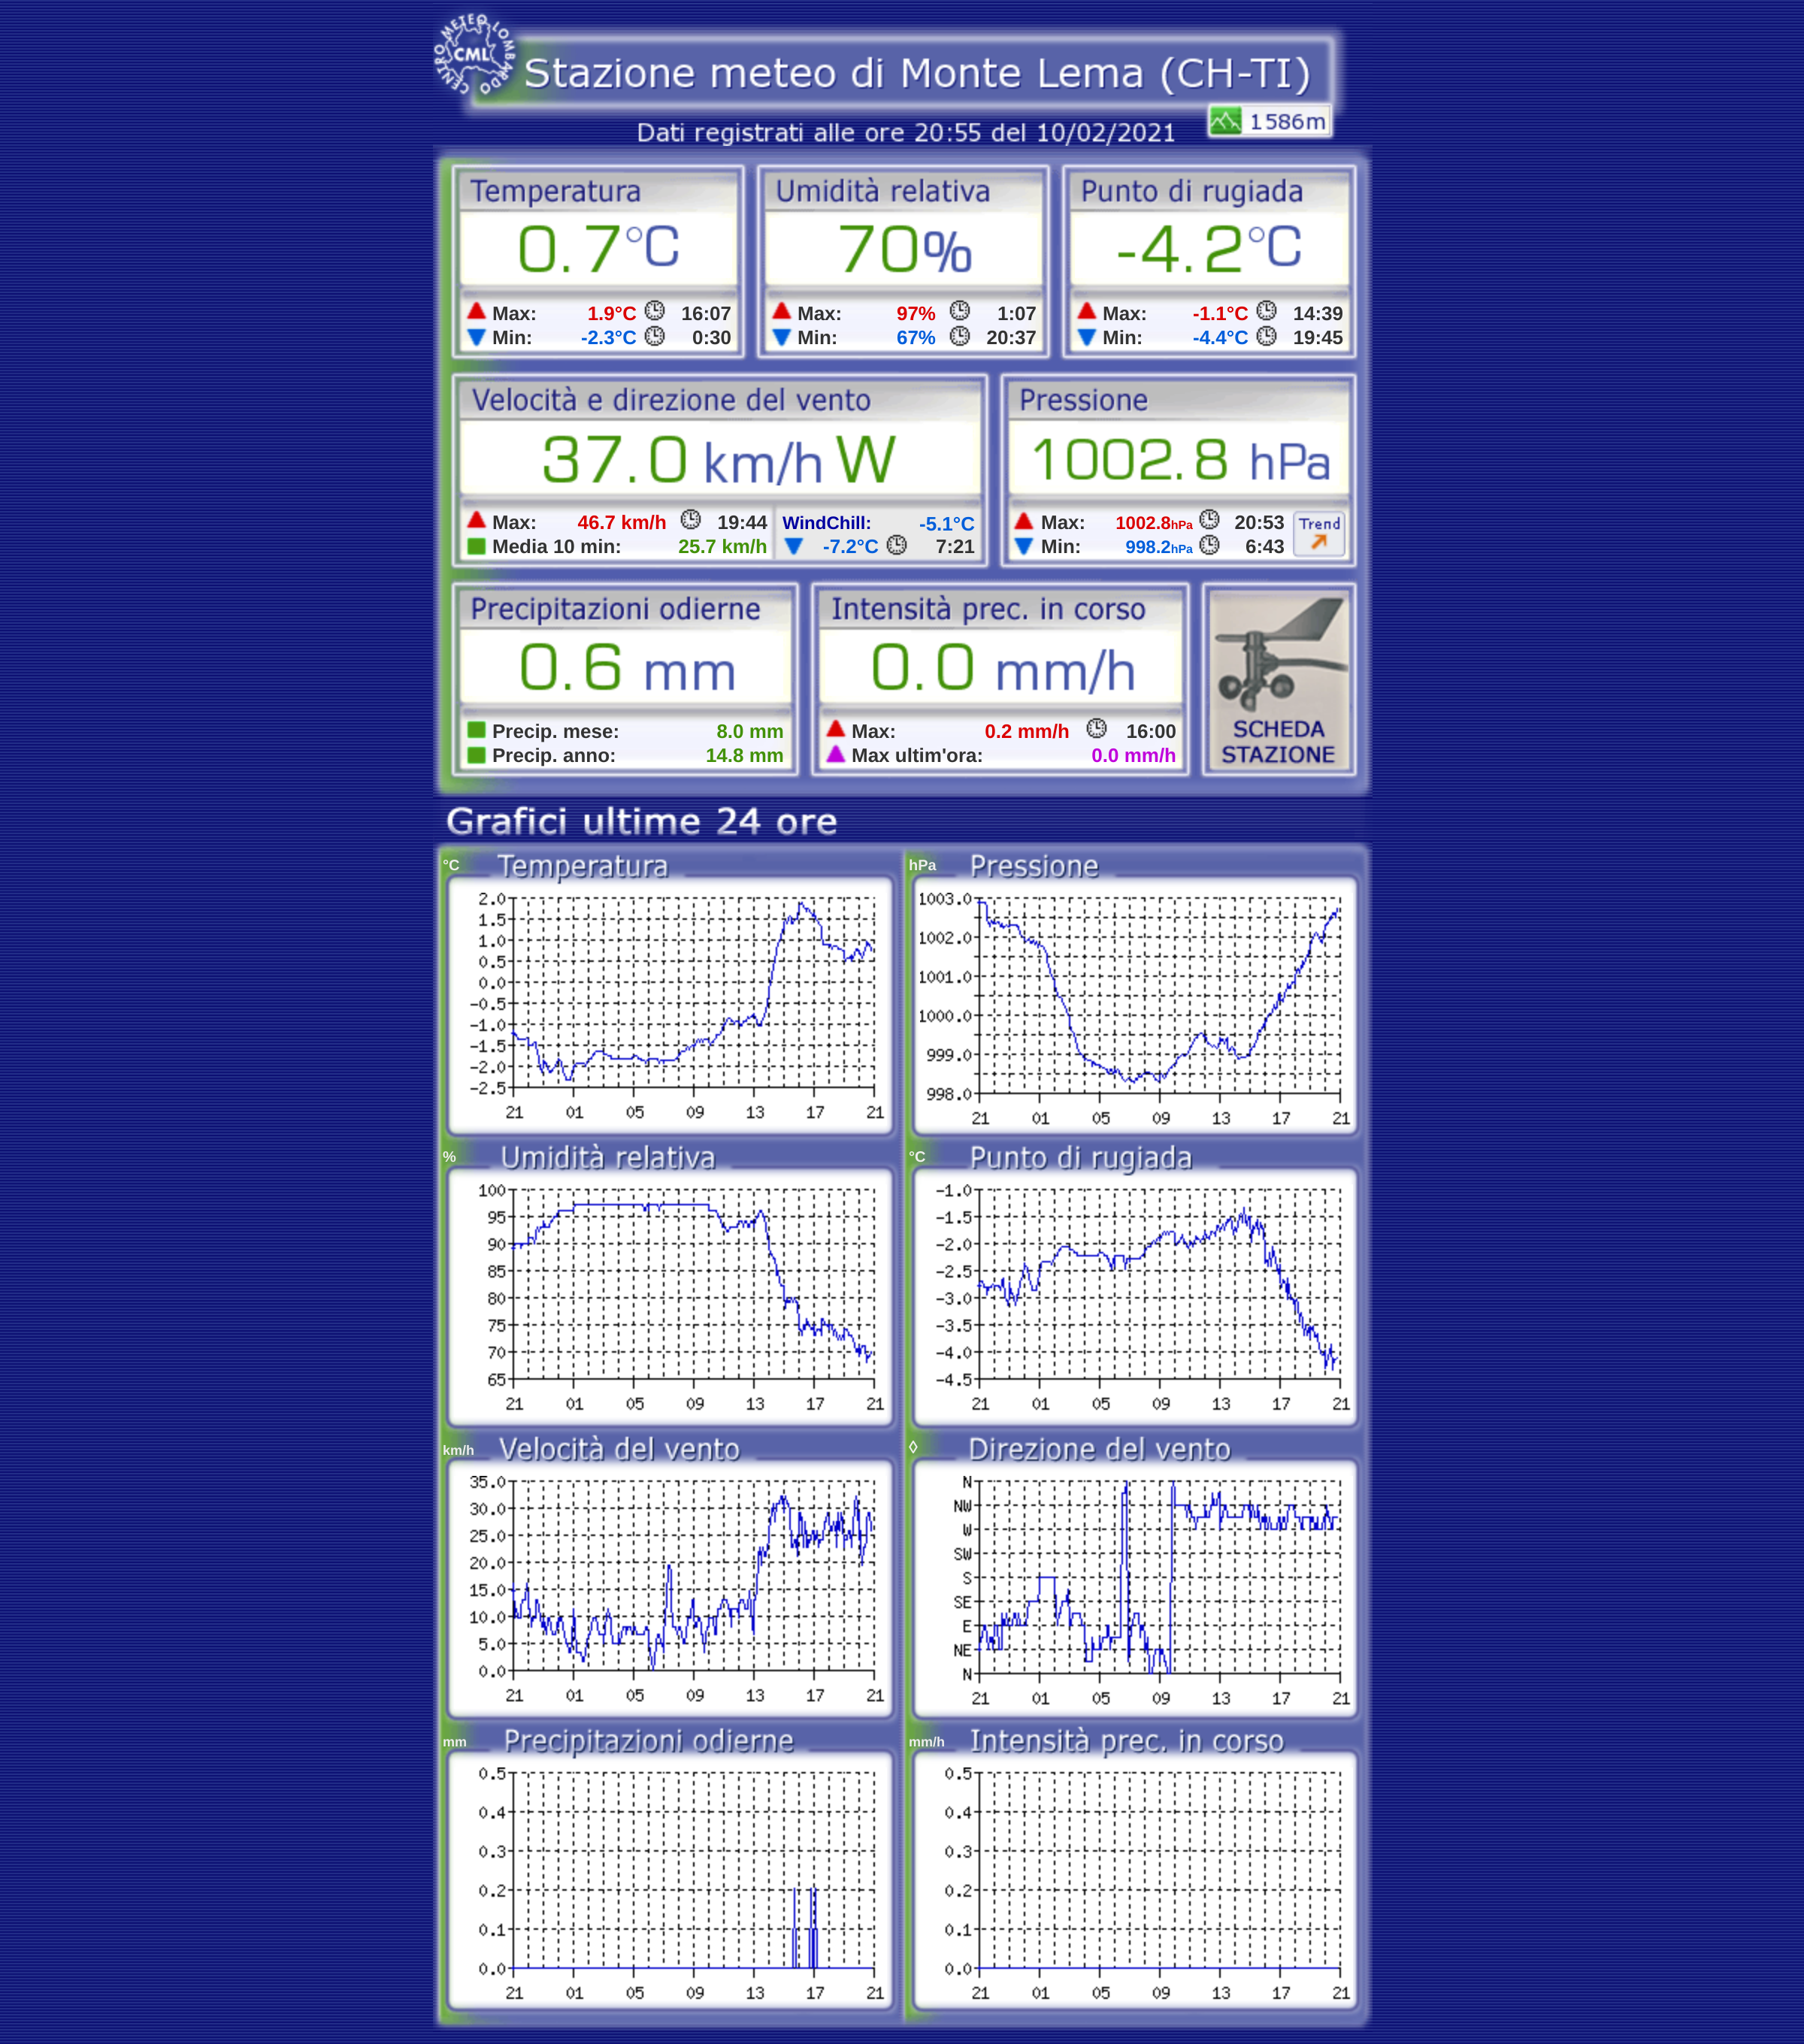 CENTRO METEO LOMBARDO
CML
Stazione meteo di Monte Lema (CH-TI)
1586m
Dati registrati alle ore 20:55 del 10/02/2021
Temperatura Umidità relativa Punto di rugiada
0.7°C 70% -4.2°C
Max: 1.9°C 16:07 Max: 97% 1:07 Max: -1.1°C 14:39
Min: -2.3°C 0:30 Min: 67% 20:37 Min: -4.4°C 19:45
Velocità e direzione del vento Pressione
37.0 km/h W 1002.8 hPa
Max: 46.7 km/h 19:44 WindChill: -5.1°C Max: 1002.8hPa 20:53 Trend
Media 10 min: 25.7 km/h -7.2°C 7:21 Min: 998.2hPa 6:43
Precipitazioni odierne Intensità prec. in corso
0.6 mm 0.0 mm/h
Precip. mese: 8.0 mm Max: 0.2 mm/h 16:00 SCHEDA
Precip. anno: 14.8 mm Max ultim'ora: 0.0 mm/h STAZIONE
Grafici ultime 24 ore
°C Temperatura
2.0
1.5
1.0
0.5
0.0
-0.5
-1.0
-1.5
-2.0
-2.5
21 01 05 09 13 17 21
hPa Pressione
1003.0
1002.0
1001.0
1000.0
999.0
998.0
21 01 05 09 13 17 21
% Umidità relativa
100
95
90
85
80
75
70
65
21 01 05 09 13 17 21
°C Punto di rugiada
-1.0
-1.5
-2.0
-2.5
-3.0
-3.5
-4.0
-4.5
21 01 05 09 13 17 21
km/h Velocità del vento
35.0
30.0
25.0
20.0
15.0
10.0
5.0
0.0
21 01 05 09 13 17 21
◊ Direzione del vento
N
NW
W
SW
S
SE
E
NE
N
21 01 05 09 13 17 21
mm Precipitazioni odierne
0.5
0.4
0.3
0.2
0.1
0.0
21 01 05 09 13 17 21
mm/h Intensità prec. in corso
0.5
0.4
0.3
0.2
0.1
0.0
21 01 05 09 13 17 21